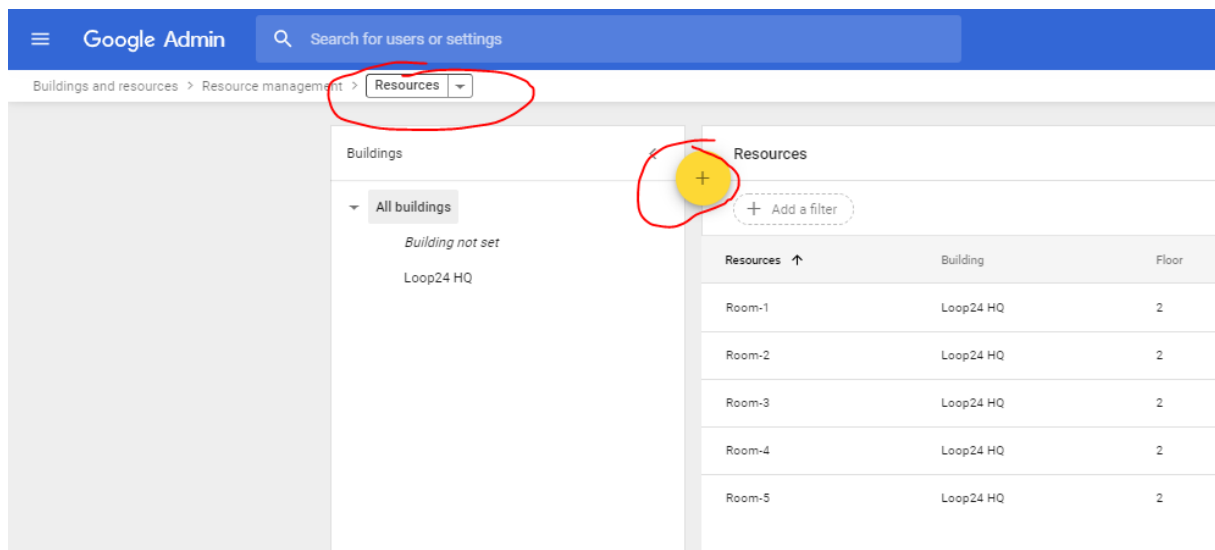 Google Admin Search for users or settings
Buildings and resources > Resource management > Resources
Buildings
All buildings
Building not set
Loop24 HQ
Resources
+ Add a filter
Resources ↑ Building Floor
Room-1 Loop24 HQ 2
Room-2 Loop24 HQ 2
Room-3 Loop24 HQ 2
Room-4 Loop24 HQ 2
Room-5 Loop24 HQ 2